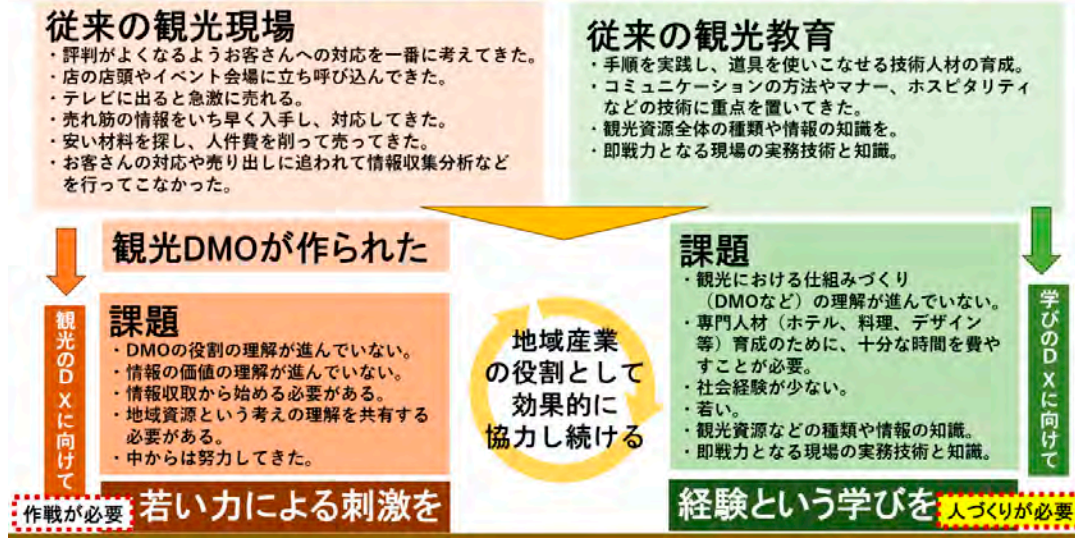 従来の観光現場
・評判がよくなるようお客さんへの対応を一番に考えてきた。
・店の店頭やイベント会場に立ち呼び込んできた。
・テレビに出ると急激に売れる。
・売れ筋の情報をいち早く入手し、対応してきた。
・安い材料を探し、人件費を削って売ってきた。
・お客さんの対応や売り出しに追われて情報収集分析など
を行ってこなかった。
従来の観光教育
・手順を実践し、道具を使いこなせる技術人材の育成。
・コミュニケーションの方法やマナー、ホスピタリティ
などの技術に重点を置いてきた。
・観光資源全体の種類や情報の知識を。
・即戦力となる現場の実務技術と知識。
観光DMOが作られた
観光のDXに向けて
課題
・DMOの役割の理解が進んでいない。
・情報の価値の理解が進んでいない。
・情報収取から始める必要がある。
・地域資源という考えの理解を共有する
必要がある。
・中からは努力してきた。
地域産業
の役割として
効果的に
協力し続ける
課題
・観光における仕組みづくり
（DMOなど）の理解が進んでいない。
・専門人材（ホテル、料理、デザイン
等）育成のために、十分な時間を費や
すことが必要。
・社会経験が少ない。
・若い。
・観光資源などの種類や情報の知識。
・即戦力となる現場の実務技術と知識。
学びのDXに向けて
作戦が必要
若い力による刺激を
経験という学びを
人づくりが必要